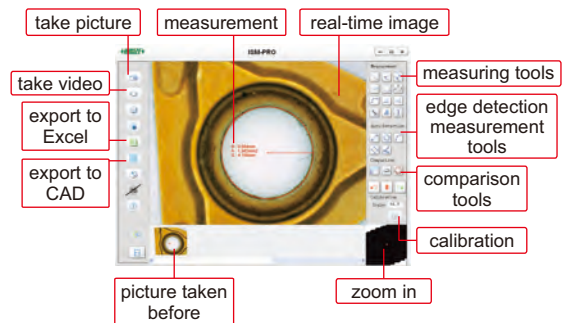 take picture
measurement
real-time image
ISM-PRO
take video
measuring tools
export to
Excel
edge detection
measurement
tools
export to
CAD
comparison
tools
calibration
picture taken
before
zoom in